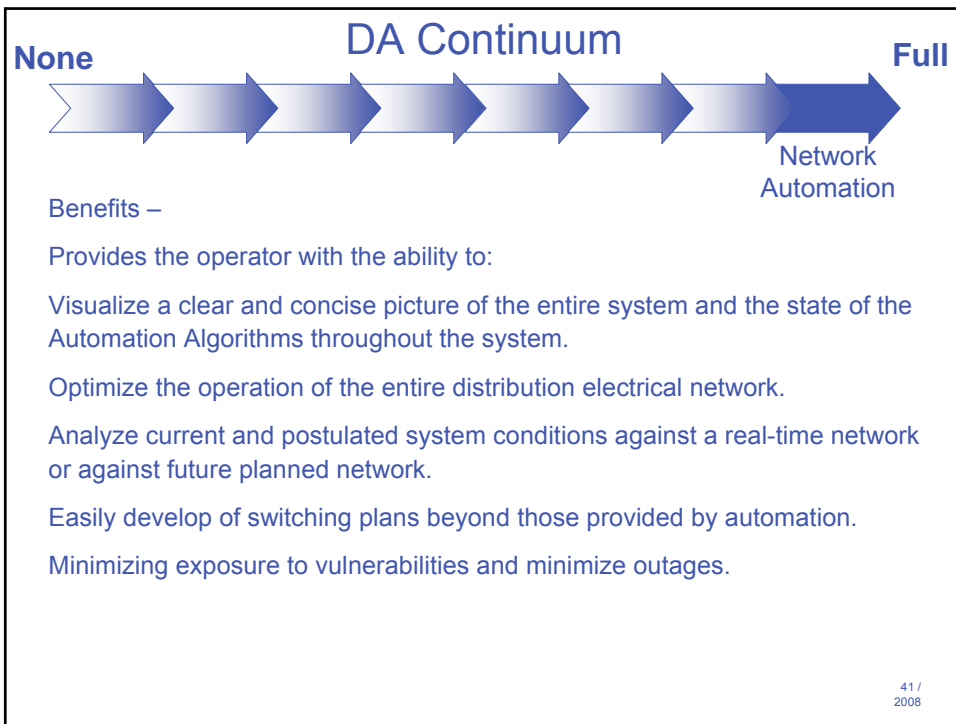 DA Continuum
None
Full
Network
Automation
Benefits –
Provides the operator with the ability to:
Visualize a clear and concise picture of the entire system and the state of the
Automation Algorithms throughout the system.
Optimize the operation of the entire distribution electrical network.
Analyze current and postulated system conditions against a real-time network
or against future planned network.
Easily develop of switching plans beyond those provided by automation.
Minimizing exposure to vulnerabilities and minimize outages.
41 /
2008